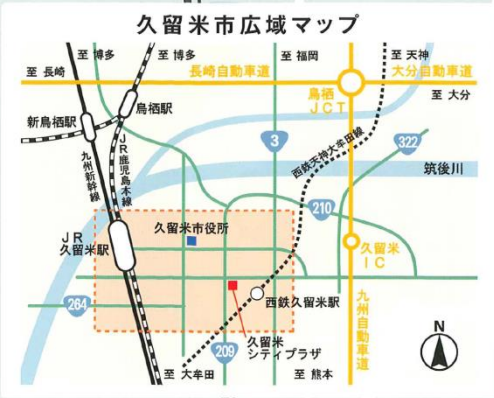 久留米市広域マップ
至 博多
至 博多
至 福岡
至 天神
至 長崎
長崎自動車道
大分自動車道
鳥栖
JCT
至 大分
鳥栖駅
新鳥栖駅
3
西鉄天神大牟田線
322
九州新幹線
JR鹿児島本線
筑後川
210
久留米市役所
JR
久留米駅
久留米
IC
西鉄久留米駅
264
209
久留米
シティプラザ
九州自動車道
N
至 大牟田
至 熊本